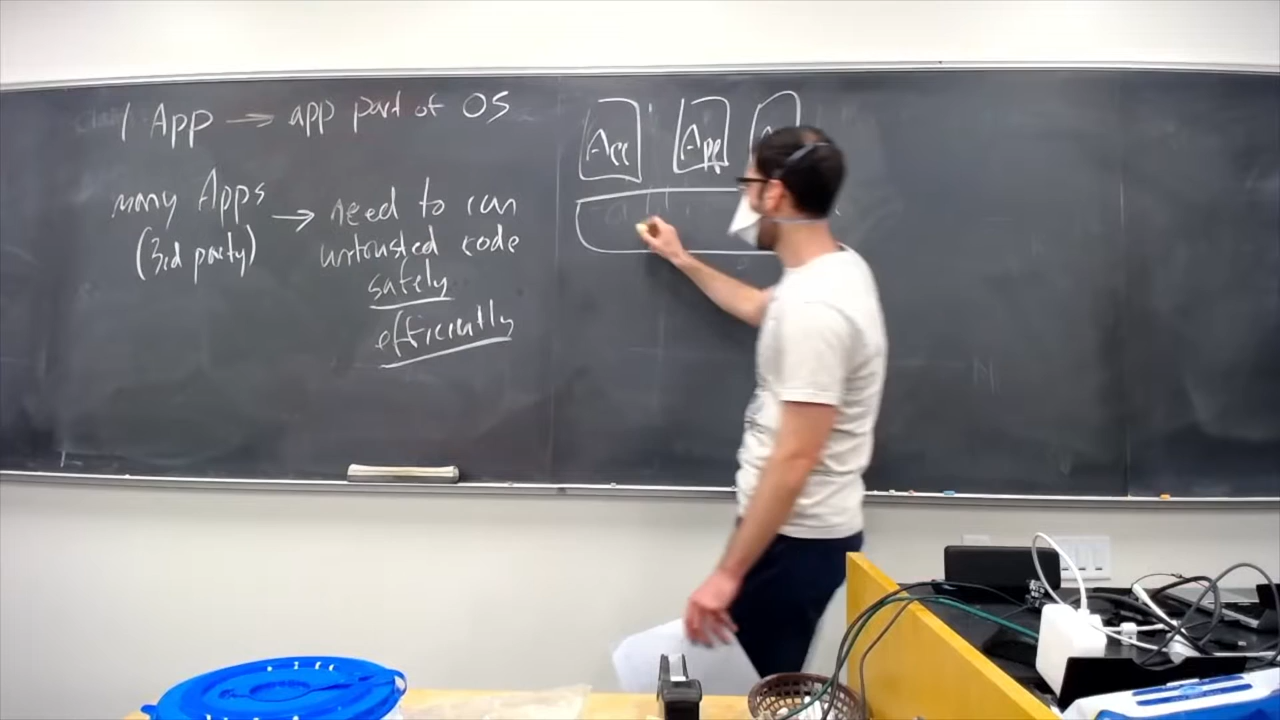 1 App → app part of OS
many Apps → need to run
(3rd party) untrusted code
safely
efficiently
App App A